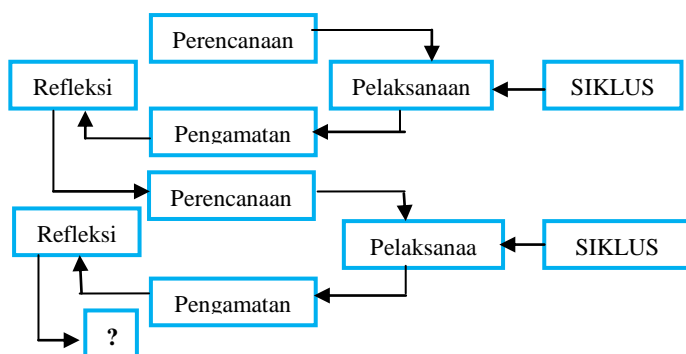 Perencanaan
Refleksi
Pelaksanaan
SIKLUS
Pengamatan
Perencanaan
Refleksi
Pelaksanaa
SIKLUS
Pengamatan
?